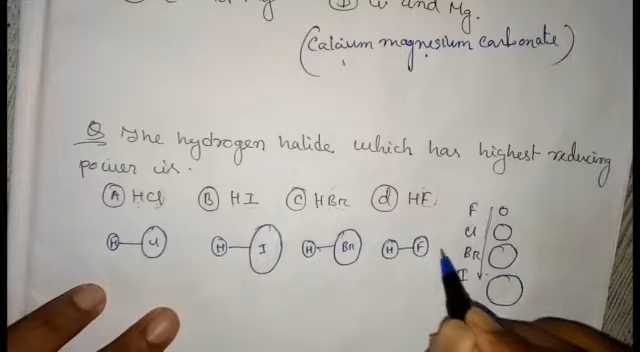 and Mg.
(Calcium magnesium carbonate)
Q The hydrogen halide which has highest reducing
power is.
(A) HCl (B) HI (C) HBr (d) HF
H Cl H I H Br H F
F
Cl
Br
I